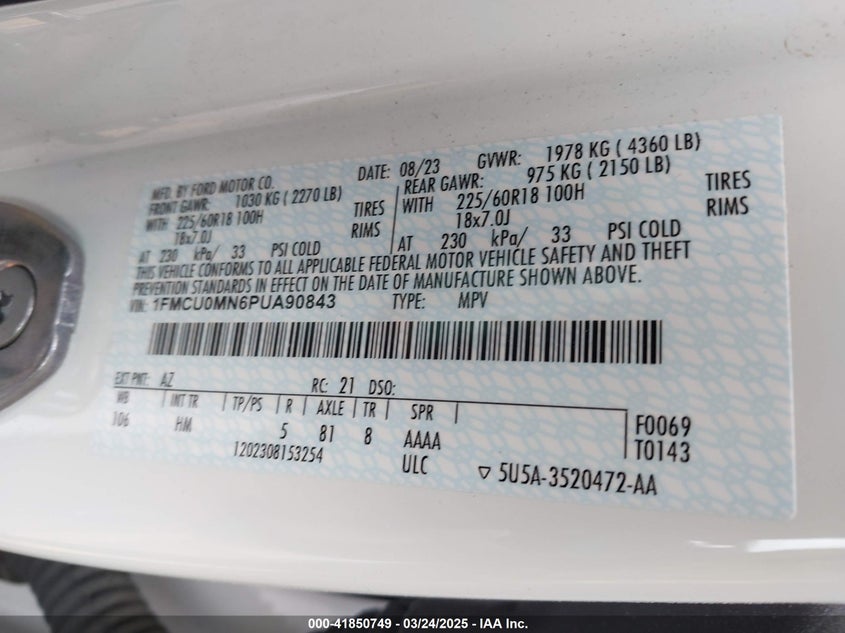 MFD. BY FORD MOTOR CO.
DATE: 08/23 GVWR: 1978 KG ( 4360 LB)
FRONT GAWR: 1030 KG ( 2270 LB) REAR GAWR: 975 KG ( 2150 LB)
WITH 225/60R18 100H TIRES WITH 225/60R18 100H TIRES
18x7.0J RIMS 18x7.0J RIMS
AT 230 kPa/ 33 PSI COLD AT 230 kPa/ 33 PSI COLD
THIS VEHICLE CONFORMS TO ALL APPLICABLE FEDERAL MOTOR VEHICLE SAFETY AND THEFT
PREVENTION STANDARDS IN EFFECT ON THE DATE OF MANUFACTURE SHOWN ABOVE.
VIN: 1FMCU0MN6PUA90843 TYPE: MPV
EXT PNT: AZ RC: 21 DSO:
WB INT TR TP/PS R AXLE TR SPR
106 HM 5 81 8 AAAA
F0069
T0143
1202308153254 ULC ▽ 5U5A-3520472-AA
000-41850749 - 03/24/2025 - IAA Inc.